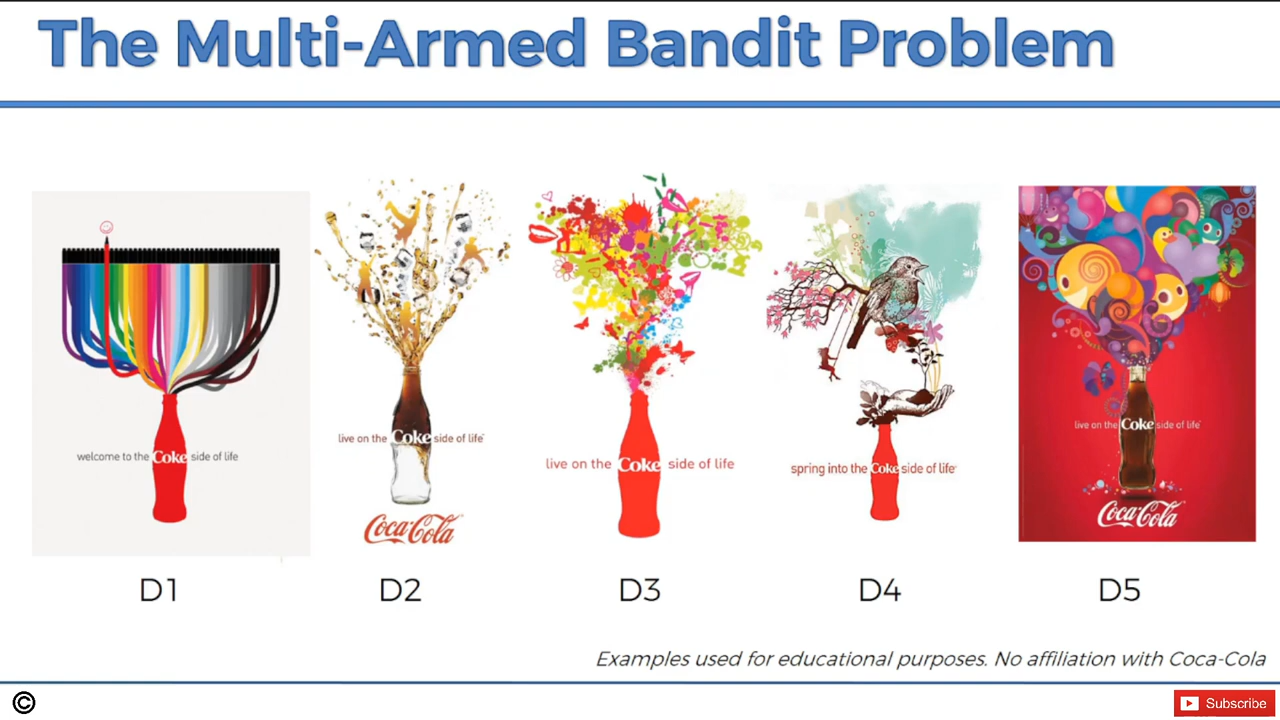 The Multi-Armed Bandit Problem
welcome to the Coke side of life
live on the Coke side of life
Coca-Cola
live on the Coke side of life
spring into the Coke side of life
live on the Coke side of life
Coca-Cola
D1 D2 D3 D4 D5
Examples used for educational purposes. No affiliation with Coca-Cola
© Subscribe